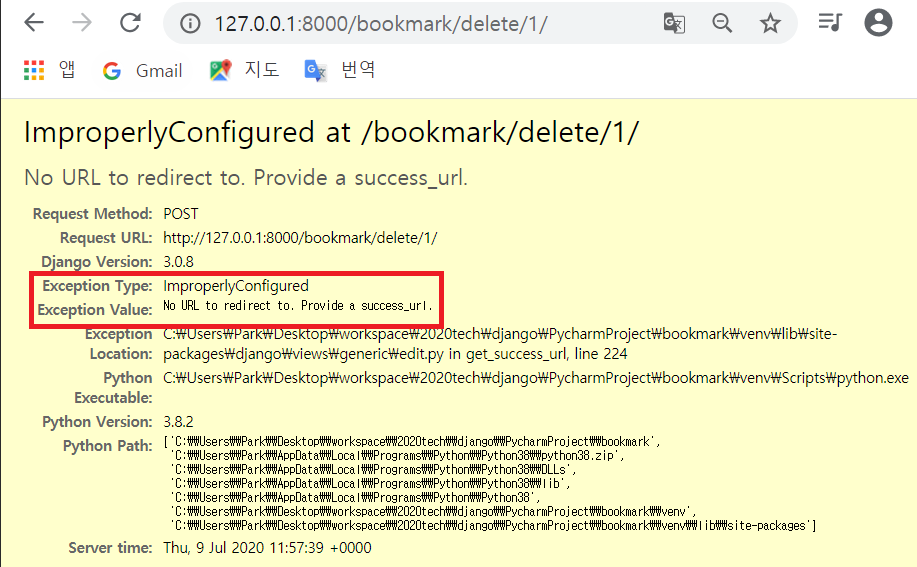 127.0.0.1:8000/bookmark/delete/1/
앱 Gmail 지도 번역
ImproperlyConfigured at /bookmark/delete/1/
No URL to redirect to. Provide a success_url.
Request Method: POST
Request URL: http://127.0.0.1:8000/bookmark/delete/1/
Django Version: 3.0.8
Exception Type: ImproperlyConfigured
Exception Value: No URL to redirect to. Provide a success_url.
Exception C:₩Users₩Park₩Desktop₩workspace₩2020tech₩django₩PycharmProject₩bookmark₩venv₩lib₩site-
Location: packages₩django₩views₩generic₩edit.py in get_success_url, line 224
Python C:₩Users₩Park₩Desktop₩workspace₩2020tech₩django₩PycharmProject₩bookmark₩venv₩Scripts₩python.exe
Executable:
Python Version: 3.8.2
Python Path: ['C:₩₩Users₩₩Park₩₩Desktop₩₩workspace₩₩2020tech₩₩django₩₩PycharmProject₩₩bookmark',
'C:₩₩Users₩₩Park₩₩AppData₩₩Local₩₩Programs₩₩Python₩₩Python38₩₩python38.zip',
'C:₩₩Users₩₩Park₩₩AppData₩₩Local₩₩Programs₩₩Python₩₩Python38₩₩DLLs',
'C:₩₩Users₩₩Park₩₩AppData₩₩Local₩₩Programs₩₩Python₩₩Python38₩₩lib',
'C:₩₩Users₩₩Park₩₩AppData₩₩Local₩₩Programs₩₩Python₩₩Python38',
'C:₩₩Users₩₩Park₩₩Desktop₩₩workspace₩₩2020tech₩₩django₩₩PycharmProject₩₩bookmark₩₩venv',
'C:₩₩Users₩₩Park₩₩Desktop₩₩workspace₩₩2020tech₩₩django₩₩PycharmProject₩₩bookmark₩₩venv₩₩lib₩₩site-packages']
Server time: Thu, 9 Jul 2020 11:57:39 +0000